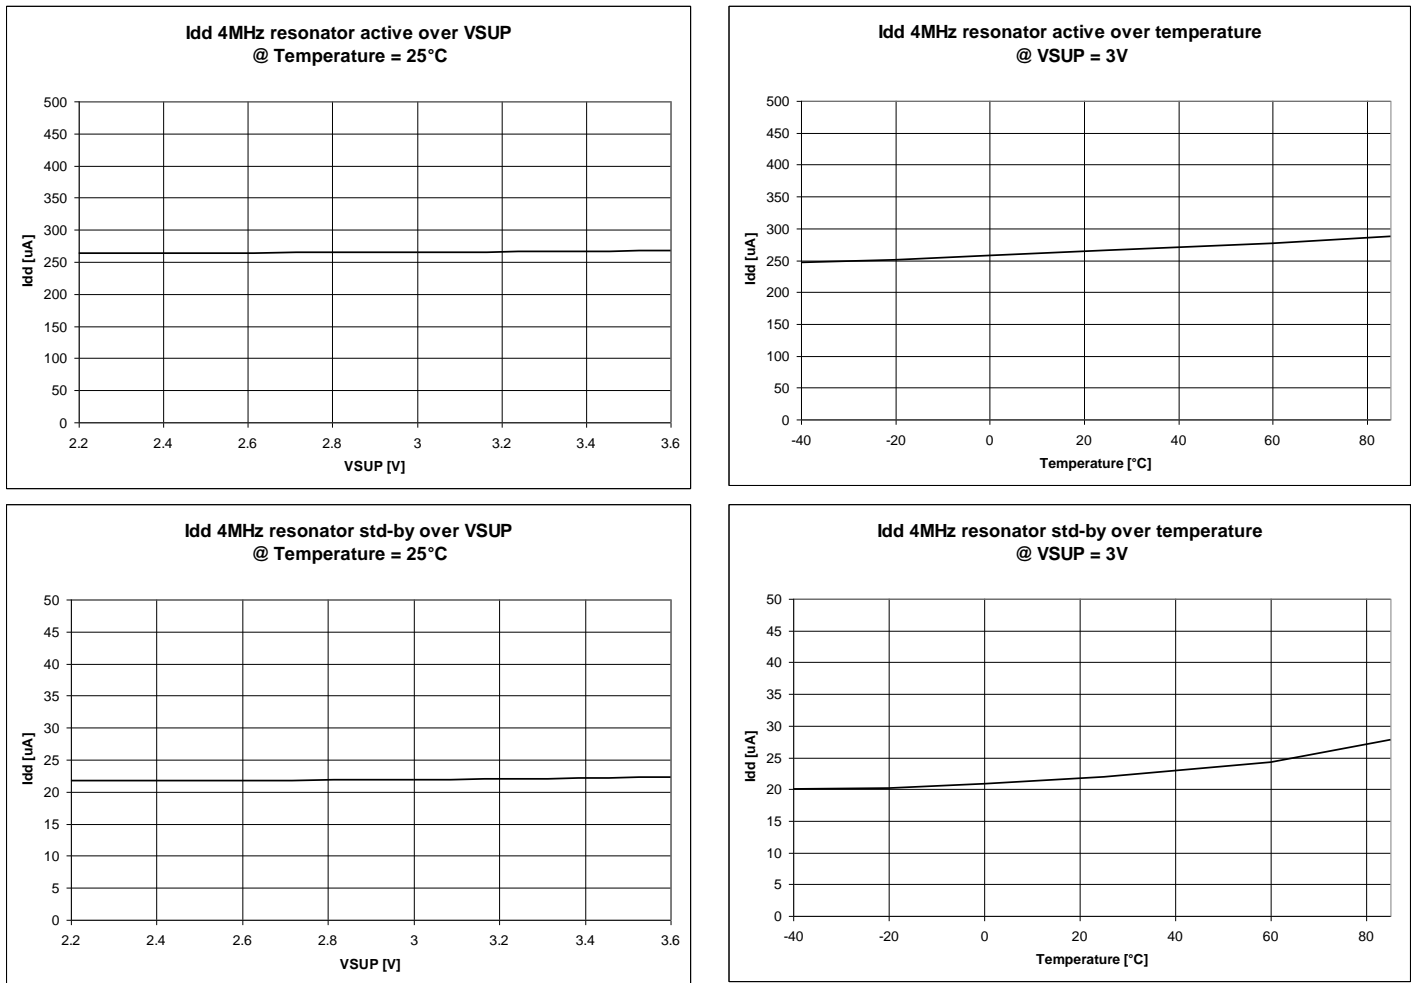 Idd 4MHz resonator active over VSUP
@ Temperature = 25°C
500
450
400
350
300
250
200
150
100
50
0
Idd [uA]
2.2 2.4 2.6 2.8 3 3.2 3.4 3.6
VSUP [V]
Idd 4MHz resonator active over temperature
@ VSUP = 3V
500
450
400
350
300
250
200
150
100
50
0
Idd [uA]
-40 -20 0 20 40 60 80
Temperature [°C]
Idd 4MHz resonator std-by over VSUP
@ Temperature = 25°C
50
45
40
35
30
25
20
15
10
5
0
Idd [uA]
2.2 2.4 2.6 2.8 3 3.2 3.4 3.6
VSUP [V]
Idd 4MHz resonator std-by over temperature
@ VSUP = 3V
50
45
40
35
30
25
20
15
10
5
0
Idd [uA]
-40 -20 0 20 40 60 80
Temperature [°C]